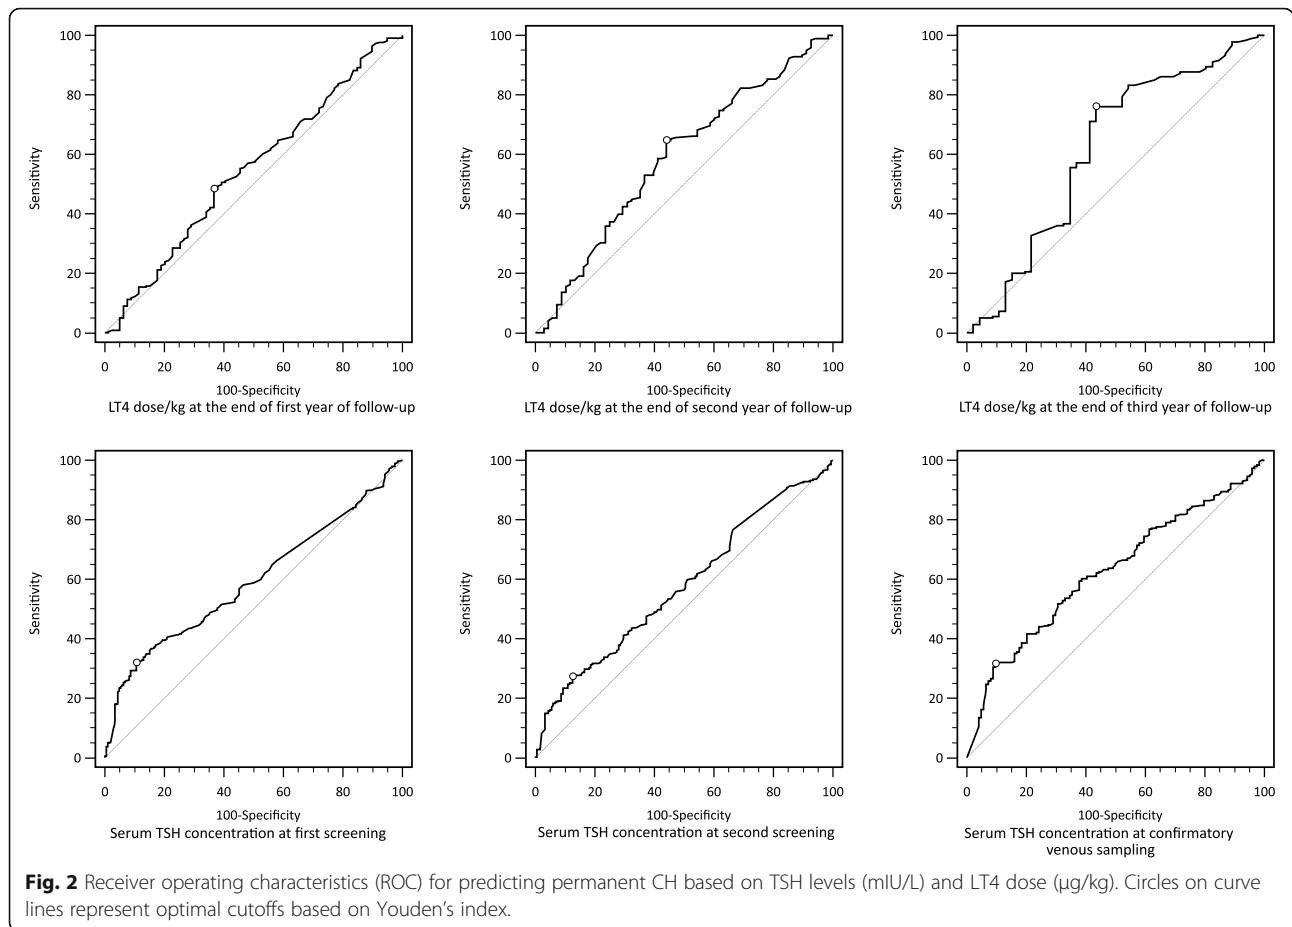 100
80
60
40
20
0
Sensitivity
0 20 40 60 80 100
100-Specificity
LT4 dose/kg at the end of first year of follow-up
100
80
60
40
20
0
Sensitivity
0 20 40 60 80 100
100-Specificity
LT4 dose/kg at the end of second year of follow-up
100
80
60
40
20
0
Sensitivity
0 20 40 60 80 100
100-Specificity
LT4 dose/kg at the end of third year of follow-up
100
80
60
40
20
0
Sensitivity
0 20 40 60 80 100
100-Specificity
Serum TSH concentration at first screening
100
80
60
40
20
0
Sensitivity
0 20 40 60 80 100
100-Specificity
Serum TSH concentration at second screening
100
80
60
40
20
0
Sensitivity
0 20 40 60 80 100
100-Specificity
Serum TSH concentration at confirmatory
venous sampling
Fig. 2 Receiver operating characteristics (ROC) for predicting permanent CH based on TSH levels (mIU/L) and LT4 dose (μg/kg). Circles on curve
lines represent optimal cutoffs based on Youden's index.